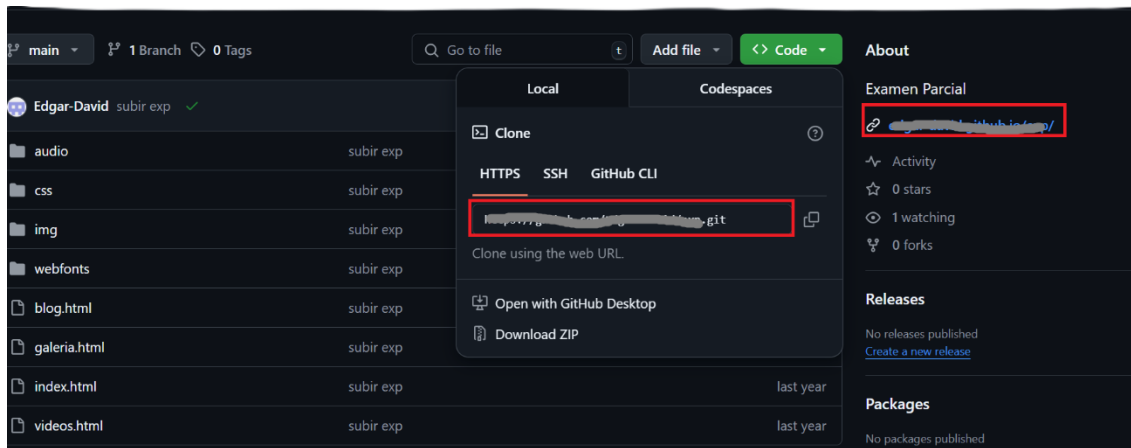 main 1 Branch 0 Tags Go to file t Add file <> Code
About
Local Codespaces
Edgar-David subir exp
Examen Parcial
Clone
audio subir exp
Activity
HTTPS SSH GitHub CLI
css subir exp
0 stars
img subir exp
.git
1 watching
0 forks
Clone using the web URL.
webfonts subir exp
Releases
Open with GitHub Desktop
blog.html subir exp
No releases published
Download ZIP
galeria.html subir exp
Create a new release
index.html subir exp last year
Packages
videos.html subir exp last year
No packages published